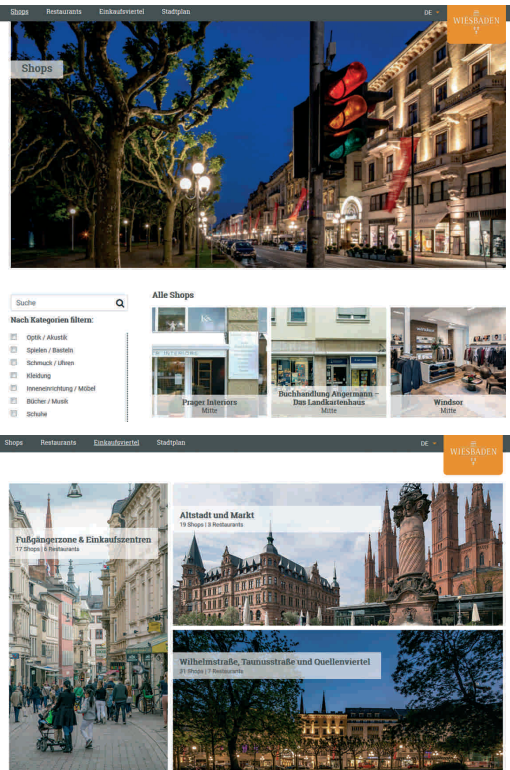 Shops Restaurants Einkaufsviertel Stadtplan DE
WIESBADEN
Shops
Suche
Nach Kategorien filtern:
Optik / Akustik
Spielen / Basteln
Schmuck / Uhren
Kleidung
Inneneinrichtung / Möbel
Bücher / Musik
Schuhe
Alle Shops
Prager Interiors
Mitte
Buchhandlung Angermann –
Das Landkartenhaus
Mitte
Windsor
Mitte
Shops Restaurants Einkaufsviertel Stadtplan DE
WIESBADEN
Fußgängerzone & Einkaufszentren
17 Shops | 6 Restaurants
Altstadt und Markt
19 Shops | 3 Restaurants
Wilhelmstraße, Taunusstraße und Quellenviertel
21 Shops | 7 Restaurants